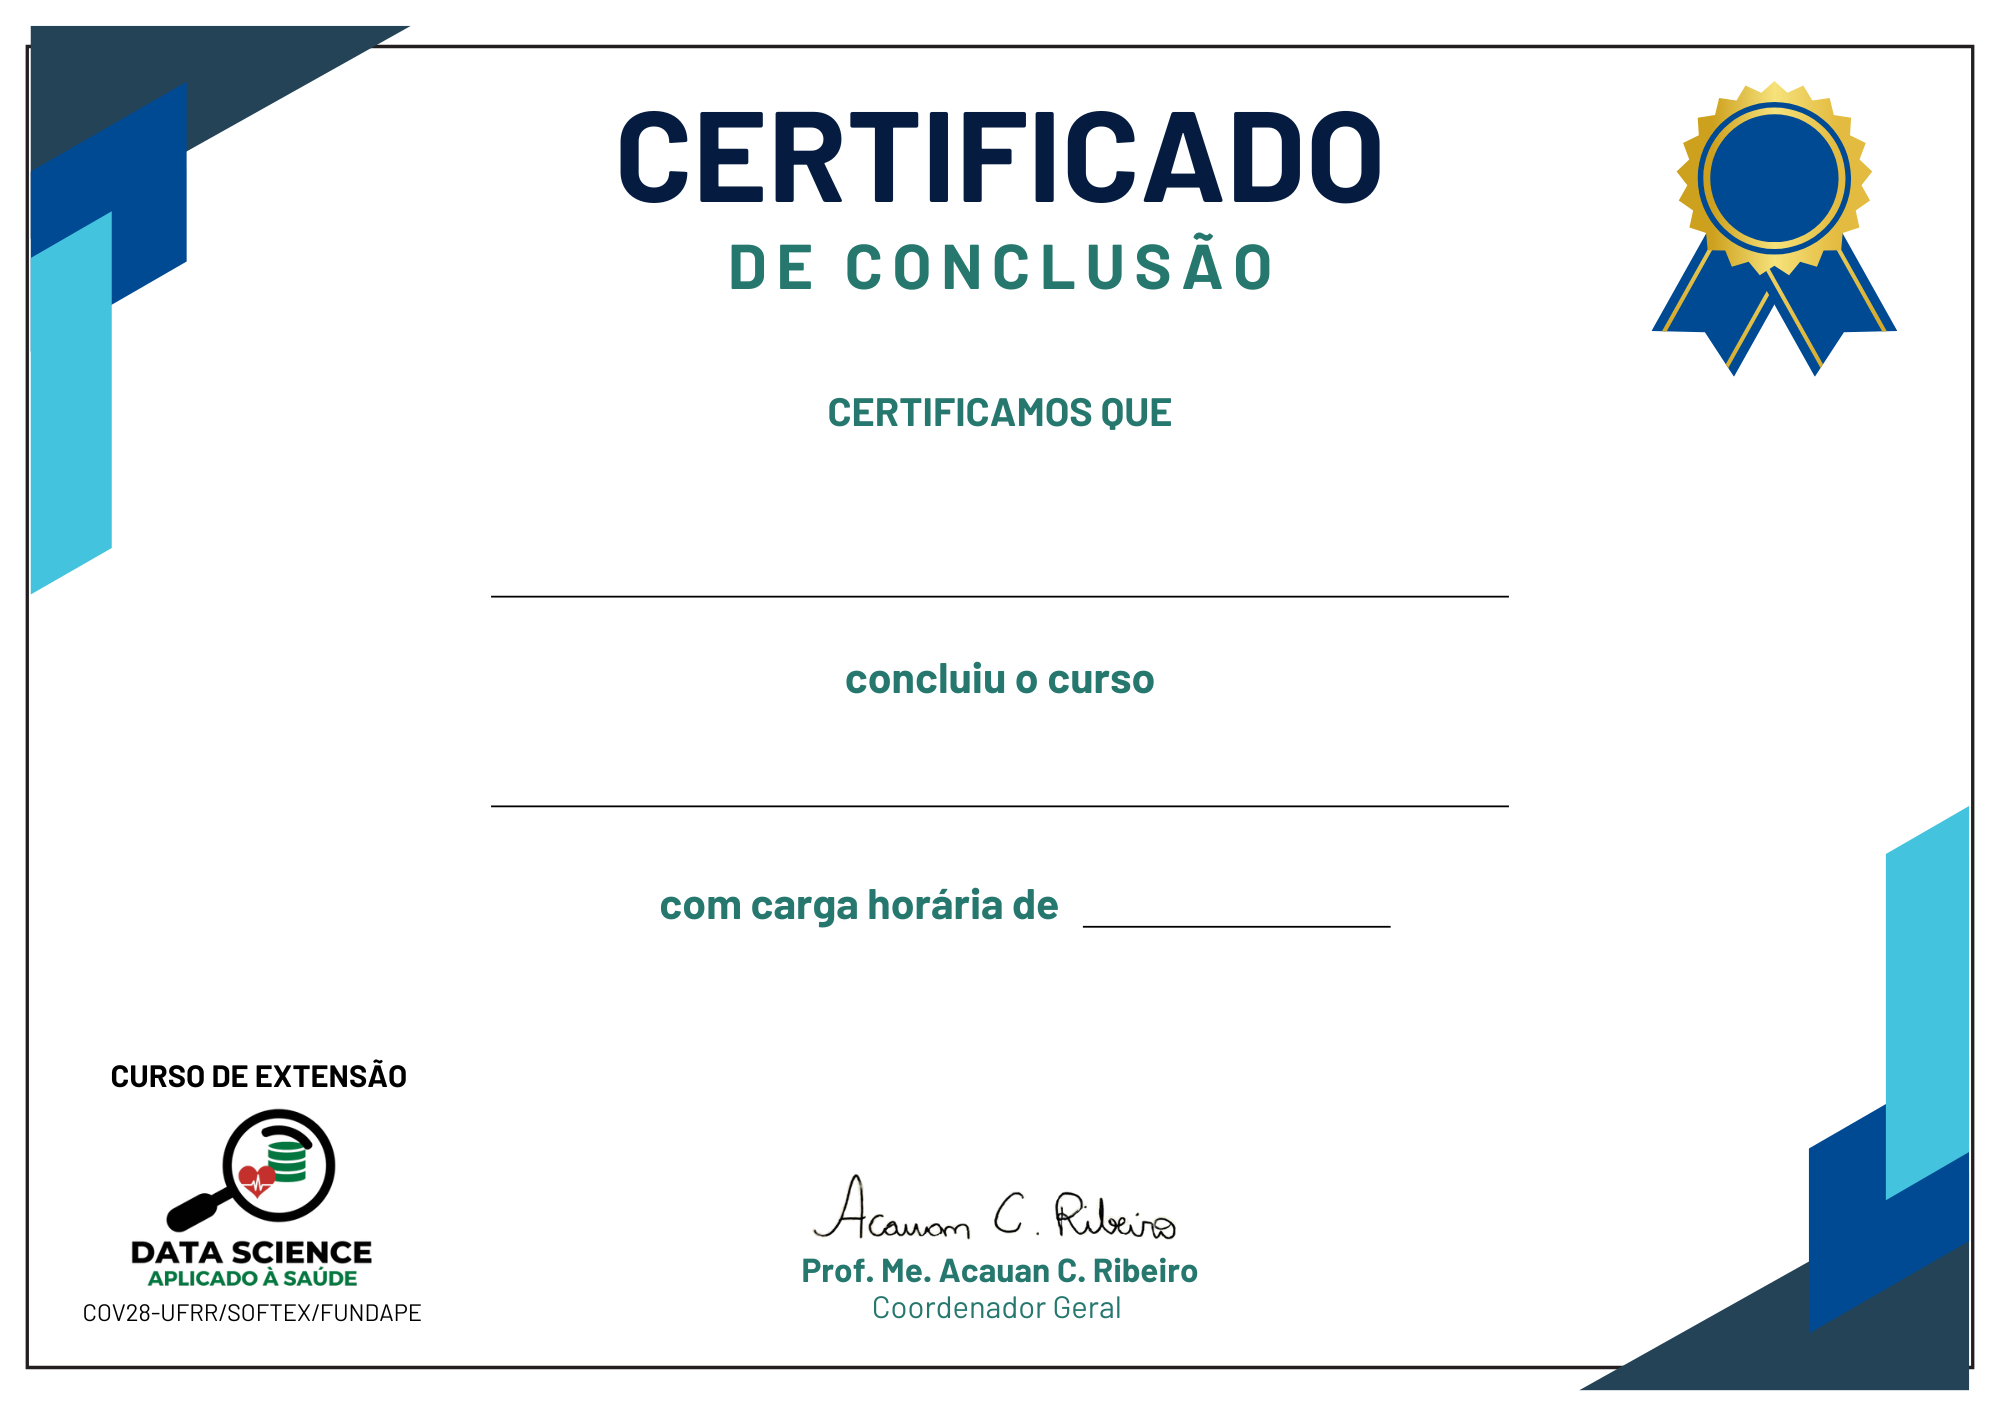 CERTIFICADO
DE CONCLUSÃO
CERTIFICAMOS QUE
concluiu o curso
com carga horária de
CURSO DE EXTENSÃO
DATA SCIENCE
APLICADO À SAÚDE
COV28-UFRR/SOFTEX/FUNDAPE
Acauan C. Ribeiro
Prof. Me. Acauan C. Ribeiro
Coordenador Geral